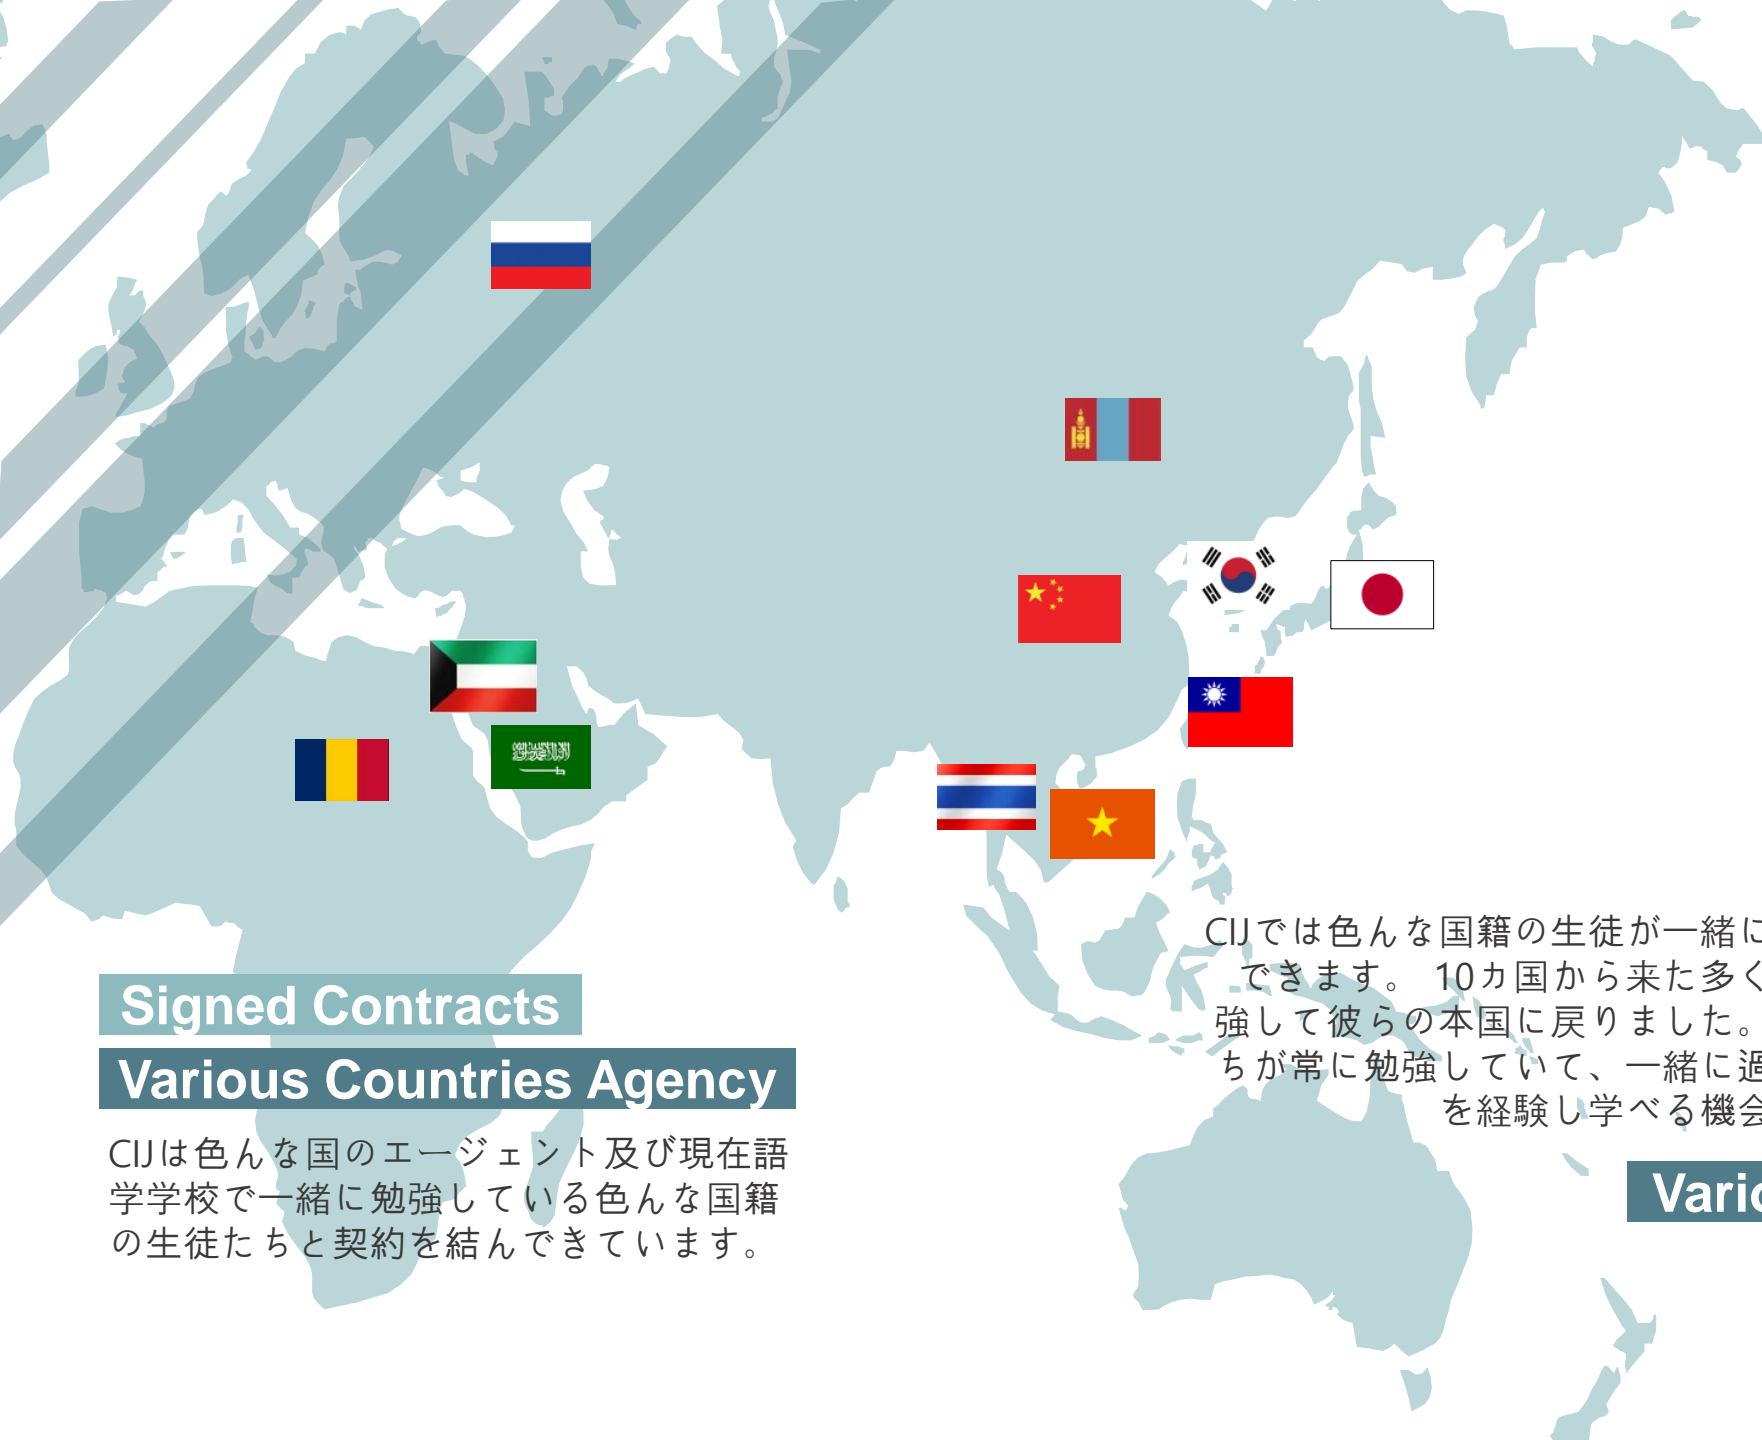 Signed Contracts
Various Countries Agency
CIJは色んな国のエージェント及び現在語
学学校で一緒に勉強している色んな国籍
の生徒たちと契約を結んできています。
CIJでは色んな国籍の生徒が一緒に
できます。 10カ国から来た多く
強して彼らの本国に戻りました。
ちが常に勉強していて、一緒に過
を経験し学べる機会